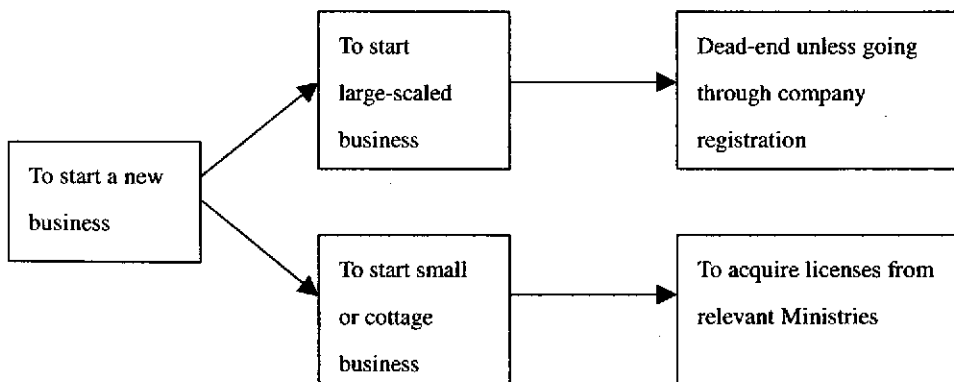 To start a new
business
To start
large-scaled
business
Dead-end unless going
through company
registration
To start small
or cottage
business
To acquire licenses from
relevant Ministries